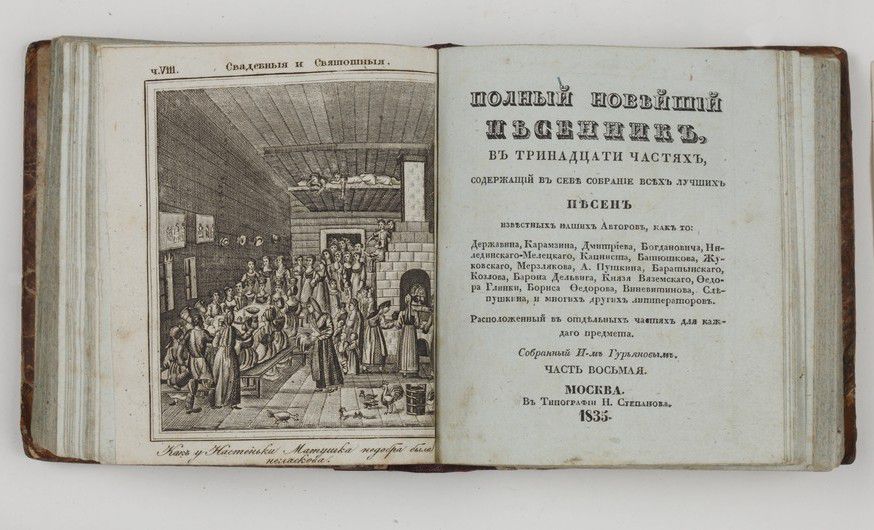 ч.VIII. Свадебныя и Святошныя.
Какъ у Настеньки Матушка недобра была
неласкова.
ПОЛНЫЙ НОВѢЙШІЙ
ПѢСЕННИКЪ,
ВЪ ТРИНАДЦАТИ ЧАСТЯХЪ,
СОДЕРЖАЩІЙ ВЪ СЕБѢ СОБРАНІЕ ВСѢХЪ ЛУЧШИХЪ
ПѢСЕНЪ
ИЗВѢСТНЫХЪ НАШИХЪ АВТОРОВЪ, КАКЪ ТО:
Державина, Карамзина, Дмитріева, Богдановича, Не-
лединскаго-Мелецкаго, Капниста, Батюшкова, Жу-
ковскаго, Мерзлякова, А. Пушкина, Баратынскаго,
Козлова, Барона Дельвига, Князя Вяземскаго, Ѳедо-
ра Глинки, Бориса Ѳедорова, Виневитинова, Слѣ-
пушкина, и многихъ другихъ литтераторовъ.
Расположенный въ отдѣльныхъ частяхъ для каж-
даго предмета.
Собранный И-мъ Гурьяновымъ.
ЧАСТЬ ВОСЬМАЯ.
МОСКВА.
Въ Типографіи Н. Степанова.
1835.